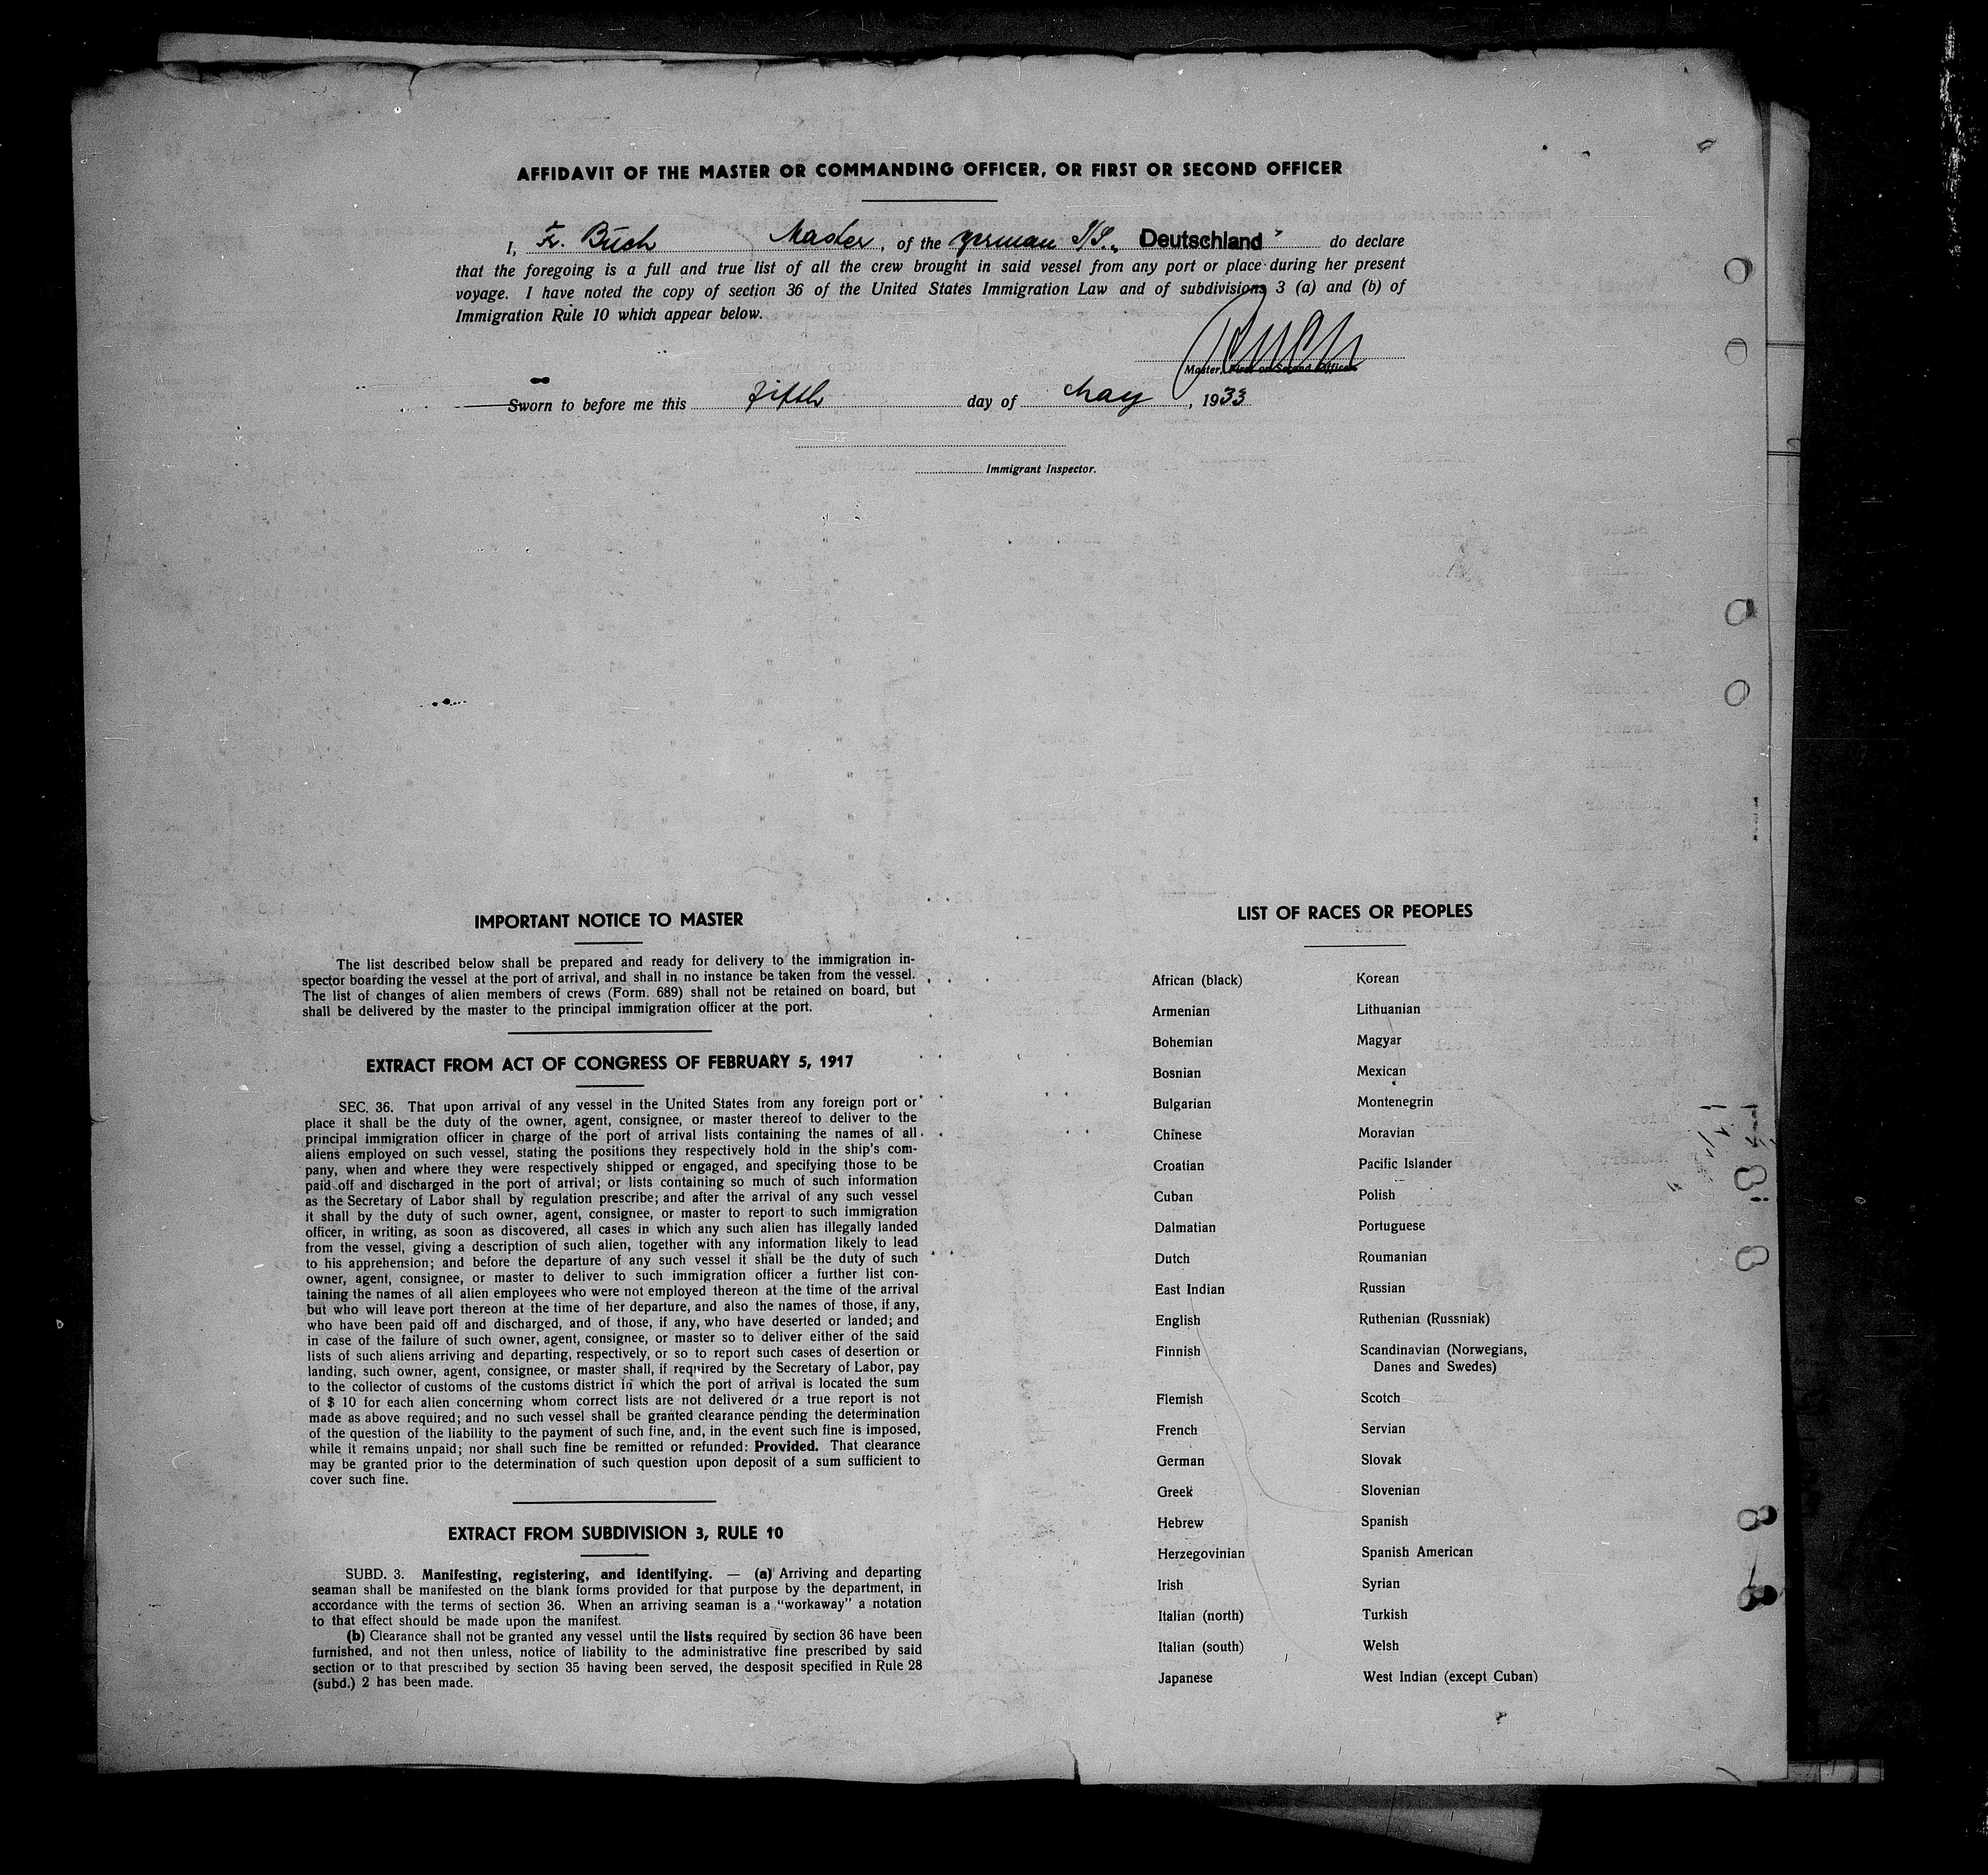 AFFIDAVIT OF THE MASTER OR COMMANDING OFFICER, OR FIRST OR SECOND OFFICER
I, Fr. Büch Master, of the german S/S. „Deutschland" do declare
that the foregoing is a full and true list of all the crew brought in said vessel from any port or place during her present
voyage. I have noted the copy of section 36 of the United States Immigration Law and of subdivisions 3 (a) and (b) of
Immigration Rule 10 which appear below.
Master, First or Second Officer
Sworn to before me this fifth day of May, 1933
Immigrant Inspector.
IMPORTANT NOTICE TO MASTER
The list described below shall be prepared and ready for delivery to the immigration in-
spector boarding the vessel at the port of arrival, and shall in no instance be taken from the vessel.
The list of changes of alien members of crews (Form. 689) shall not be retained on board, but
shall be delivered by the master to the principal immigration officer at the port.
EXTRACT FROM ACT OF CONGRESS OF FEBRUARY 5, 1917
SEC. 36. That upon arrival of any vessel in the United States from any foreign port or
place it shall be the duty of the owner, agent, consignee, or master thereof to deliver to the
principal immigration officer in charge of the port of arrival lists containing the names of all
aliens employed on such vessel, stating the positions they respectively hold in the ship's com-
pany, when and where they were respectively shipped or engaged, and specifying those to be
paid off and discharged in the port of arrival; or lists containing so much of such information
as the Secretary of Labor shall by regulation prescribe; and after the arrival of any such vessel
it shall by the duty of such owner, agent, consignee, or master to report to such immigration
officer, in writing, as soon as discovered, all cases in which any such alien has illegally landed
from the vessel, giving a description of such alien, together with any information likely to lead
to his apprehension; and before the departure of any such vessel it shall be the duty of such
owner, agent, consignee, or master to deliver to such immigration officer a further list con-
taining the names of all alien employees who were not employed thereon at the time of the arrival
but who will leave port thereon at the time of her departure, and also the names of those, if any,
who have been paid off and discharged, and of those, if any, who have deserted or landed; and
in case of the failure of such owner, agent, consignee, or master so to deliver either of the said
lists of such aliens arriving and departing, respectively, or so to report such cases of desertion or
landing, such owner, agent, consignee, or master shall, if required by the Secretary of Labor, pay
to the collector of customs of the customs district in which the port of arrival is located the sum
of $ 10 for each alien concerning whom correct lists are not delivered or a true report is not
made as above required; and no such vessel shall be granted clearance pending the determination
of the question of the liability to the payment of such fine, and, in the event such fine is imposed,
while it remains unpaid; nor shall such fine be remitted or refunded: Provided. That clearance
may be granted prior to the determination of such question upon deposit of a sum sufficient to
cover such fine.
EXTRACT FROM SUBDIVISION 3, RULE 10
SUBD. 3. Manifesting, registering, and identifying. — (a) Arriving and departing
seaman shall be manifested on the blank forms provided for that purpose by the department, in
accordance with the terms of section 36. When an arriving seaman is a "workaway" a notation
to that effect should be made upon the manifest.
(b) Clearance shall not be granted any vessel until the lists required by section 36 have been
furnished, and not then unless, notice of liability to the administrative fine prescribed by said
section or to that prescribed by section 35 having been served, the desposit specified in Rule 28
(subd.) 2 has been made.
LIST OF RACES OR PEOPLES
African (black) Korean
Armenian Lithuanian
Bohemian Magyar
Bosnian Mexican
Bulgarian Montenegrin
Chinese Moravian
Croatian Pacific Islander
Cuban Polish
Dalmatian Portuguese
Dutch Roumanian
East Indian Russian
English Ruthenian (Russniak)
Finnish Scandinavian (Norwegians,
Danes and Swedes)
Flemish Scotch
French Servian
German Slovak
Greek Slovenian
Hebrew Spanish
Herzegovinian Spanish American
Irish Syrian
Italian (north) Turkish
Italian (south) Welsh
Japanese West Indian (except Cuban)